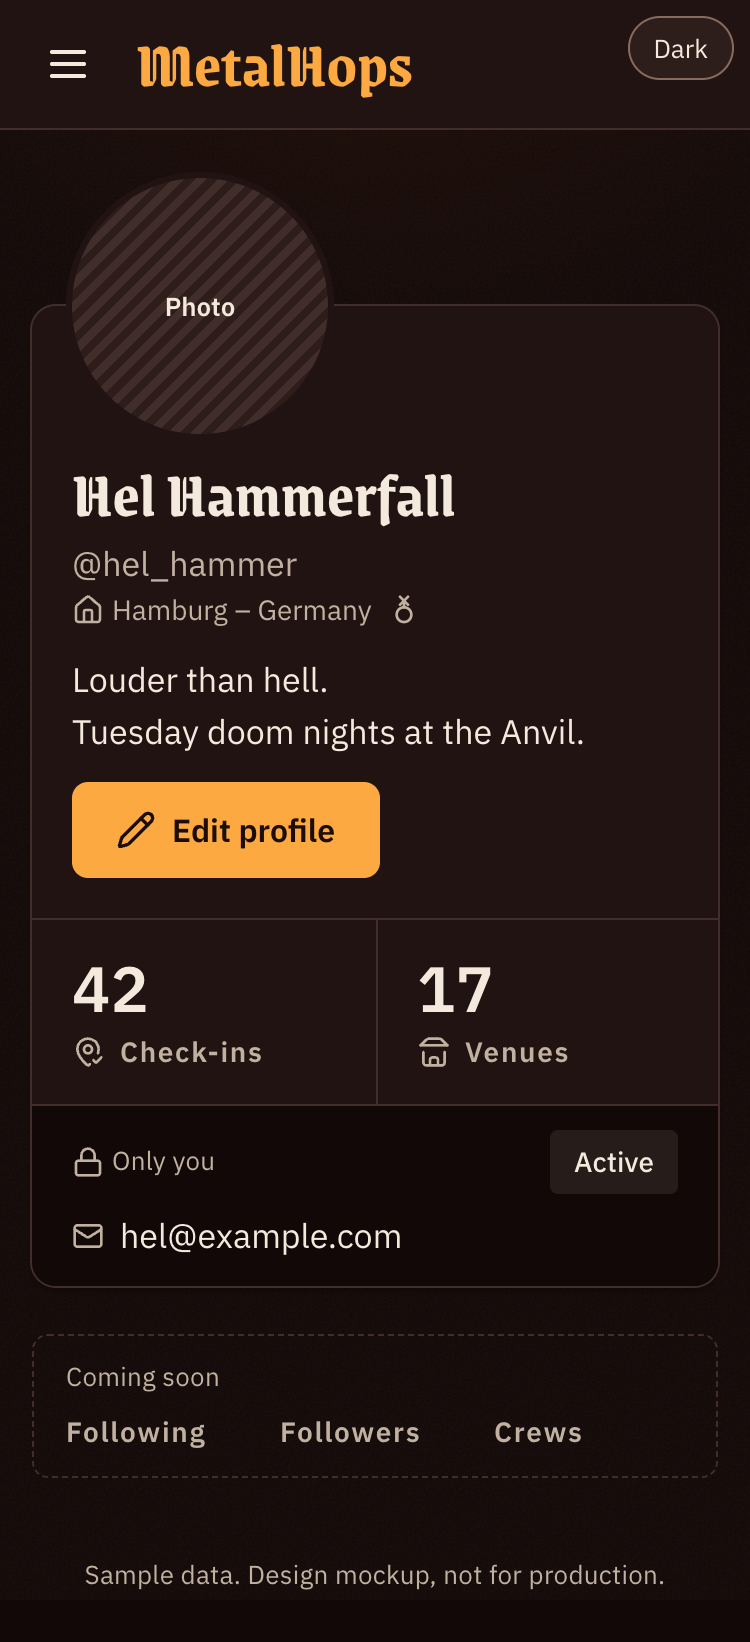 MetalHops
Dark
Photo
Hel Hammerfall
@hel_hammer
Hamburg – Germany
Louder than hell.
Tuesday doom nights at the Anvil.
Edit profile
42
17
Check-ins
Venues
Only you
Active
hel@example.com
Coming soon
Following Followers Crews
Sample data. Design mockup, not for production.